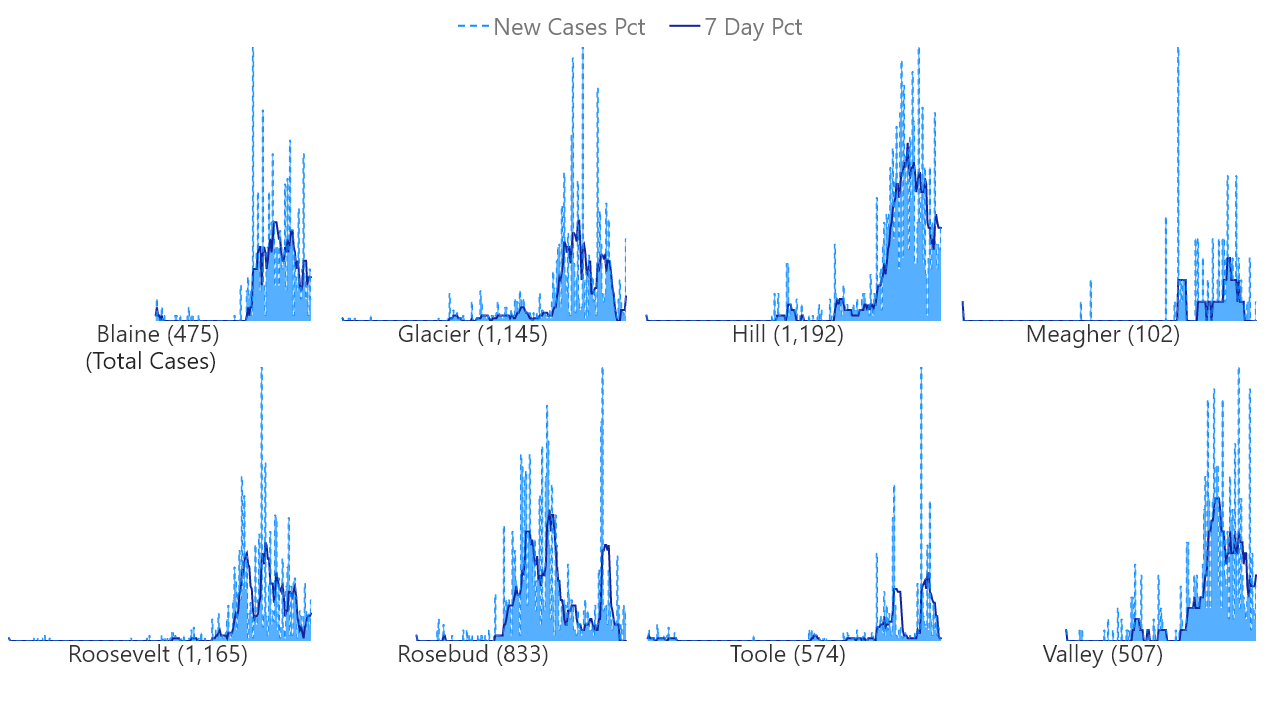 New Cases Pct 7 Day Pct
Blaine (475) Glacier (1,145) Hill (1,192) Meagher (102)
(Total Cases)
Roosevelt (1,165) Rosebud (833) Toole (574) Valley (507)